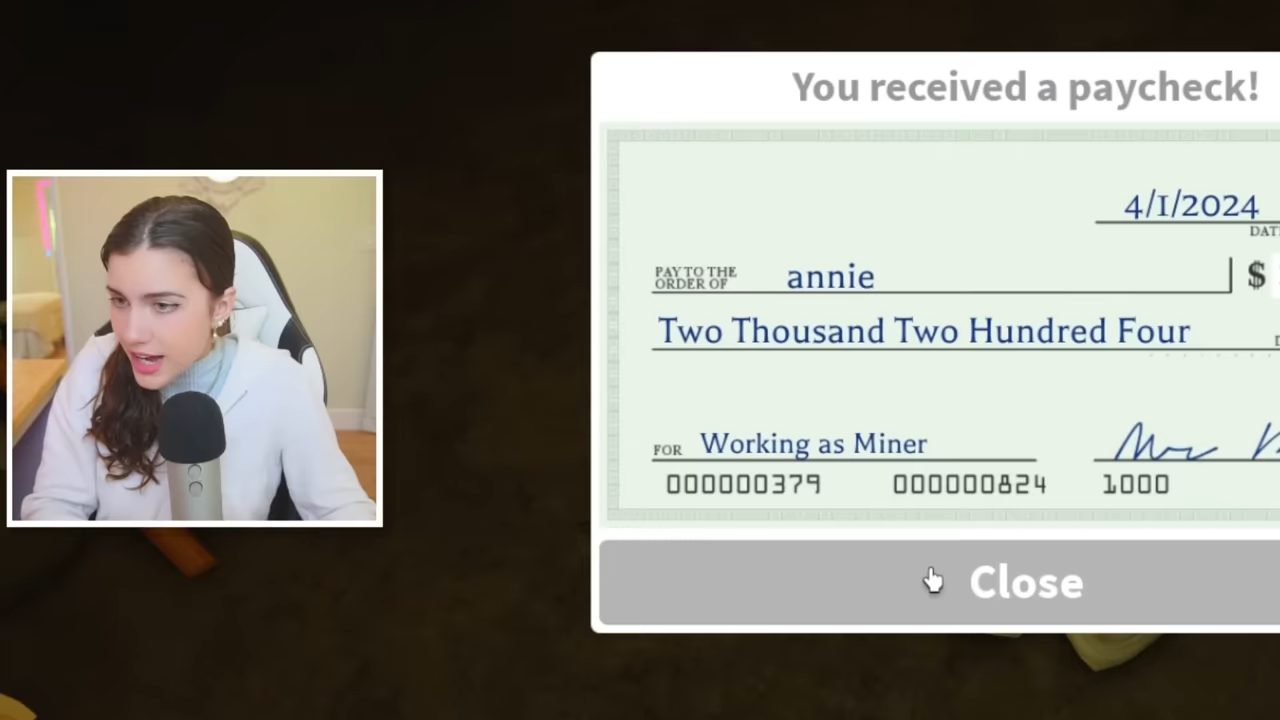 You received a paycheck!
4/1/2024
PAY TO THE
ORDER OF
annie
$
Two Thousand Two Hundred Four
FOR Working as Miner
000000379 000000824 1000
Close